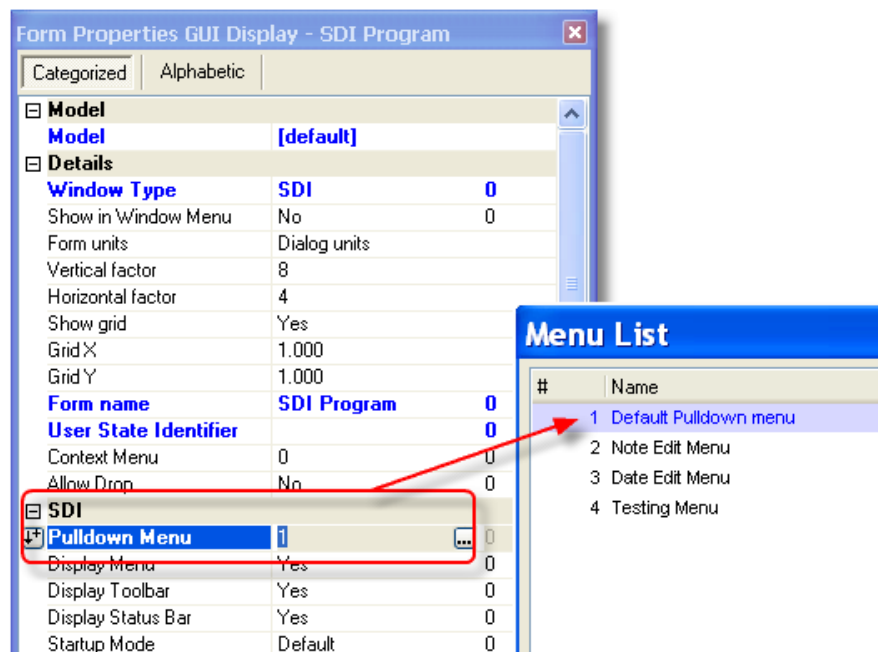 Form Properties GUI Display - SDI Program
Categorized Alphabetic
Model
Model [default]
Details
Window Type SDI 0
Show in Window Menu No 0
Form units Dialog units
Vertical factor 8
Horizontal factor 4
Show grid Yes
Grid X 1.000
Grid Y 1.000
Form name SDI Program 0
User State Identifier 0
Context Menu 0 0
Allow Drop No 0
SDI
Pulldown Menu 1 ... 0
Display Menu Yes 0
Display Toolbar Yes 0
Display Status Bar Yes 0
Startup Mode Default 0
Menu List
# Name
1 Default Pulldown menu
2 Note Edit Menu
3 Date Edit Menu
4 Testing Menu